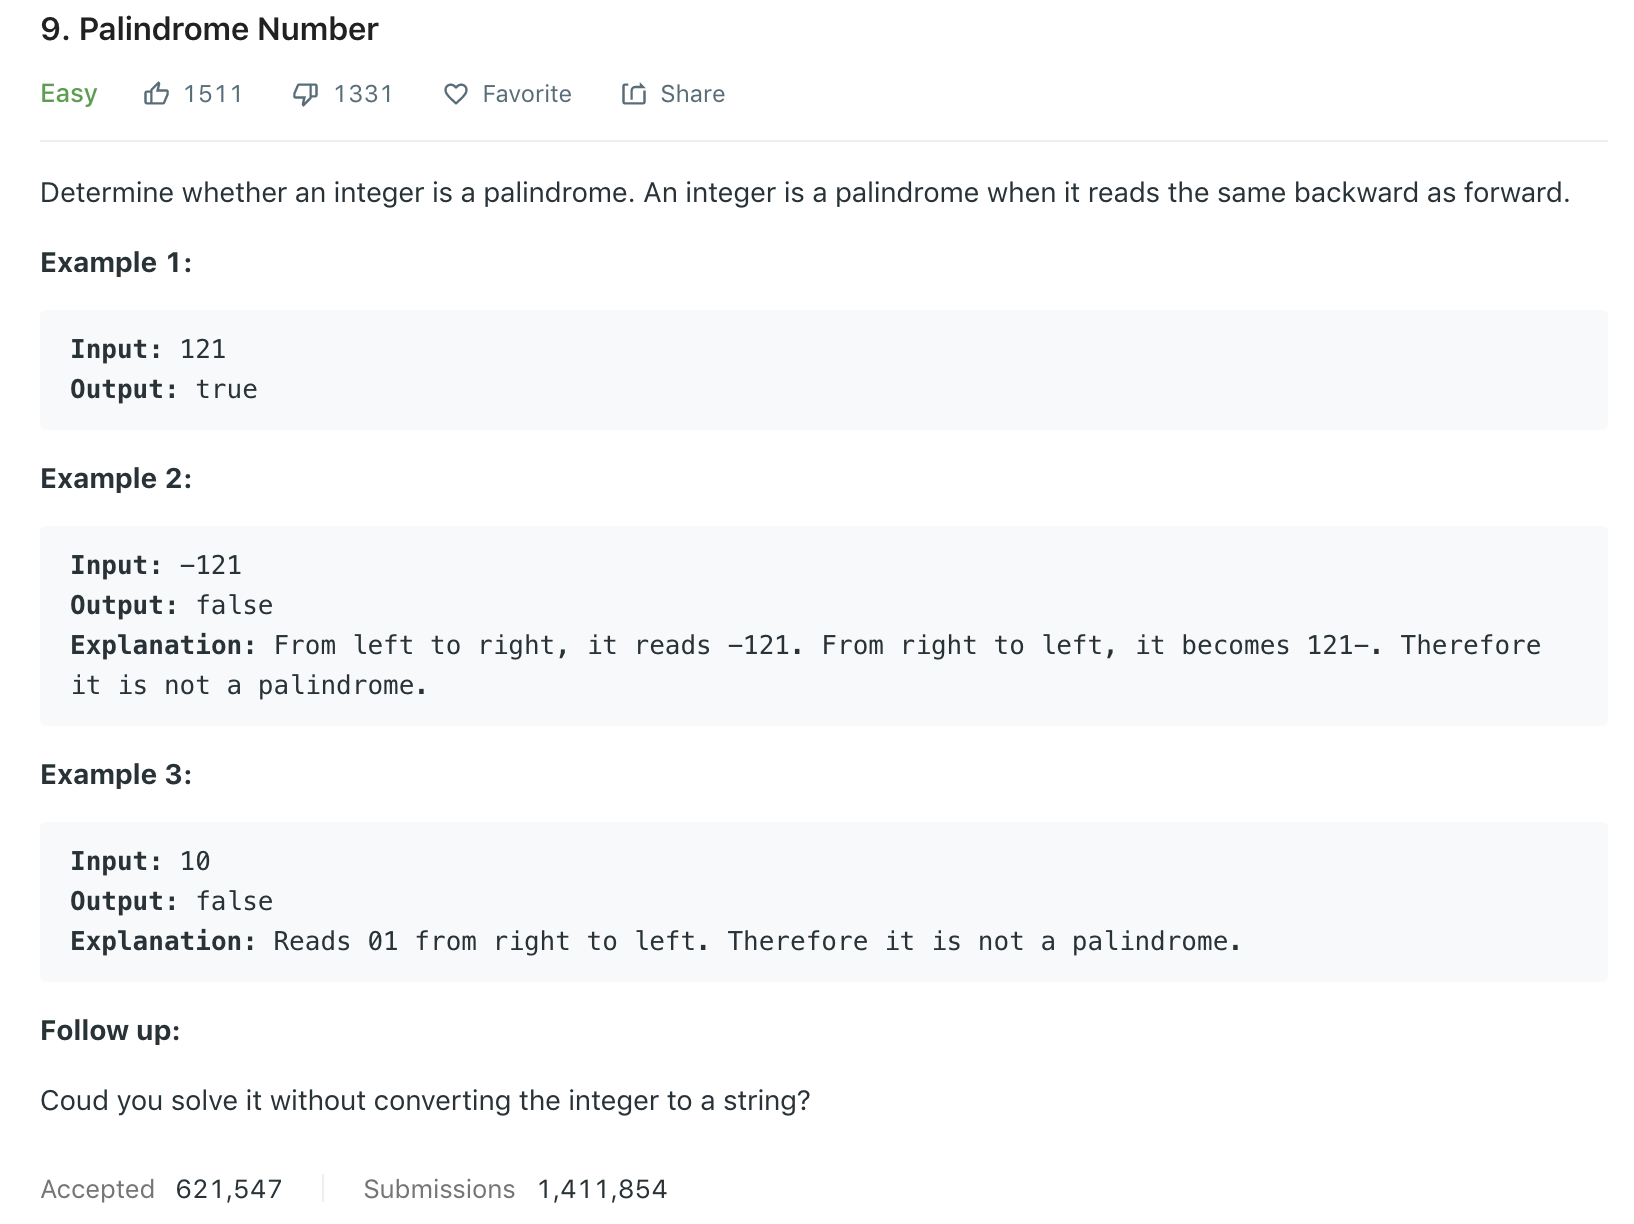 9. Palindrome Number
Easy 1511 1331 Favorite Share
Determine whether an integer is a palindrome. An integer is a palindrome when it reads the same backward as forward.
Example 1:
Input: 121
Output: true
Example 2:
Input: -121
Output: false
Explanation: From left to right, it reads -121. From right to left, it becomes 121-. Therefore
it is not a palindrome.
Example 3:
Input: 10
Output: false
Explanation: Reads 01 from right to left. Therefore it is not a palindrome.
Follow up:
Coud you solve it without converting the integer to a string?
Accepted 621,547 Submissions 1,411,854